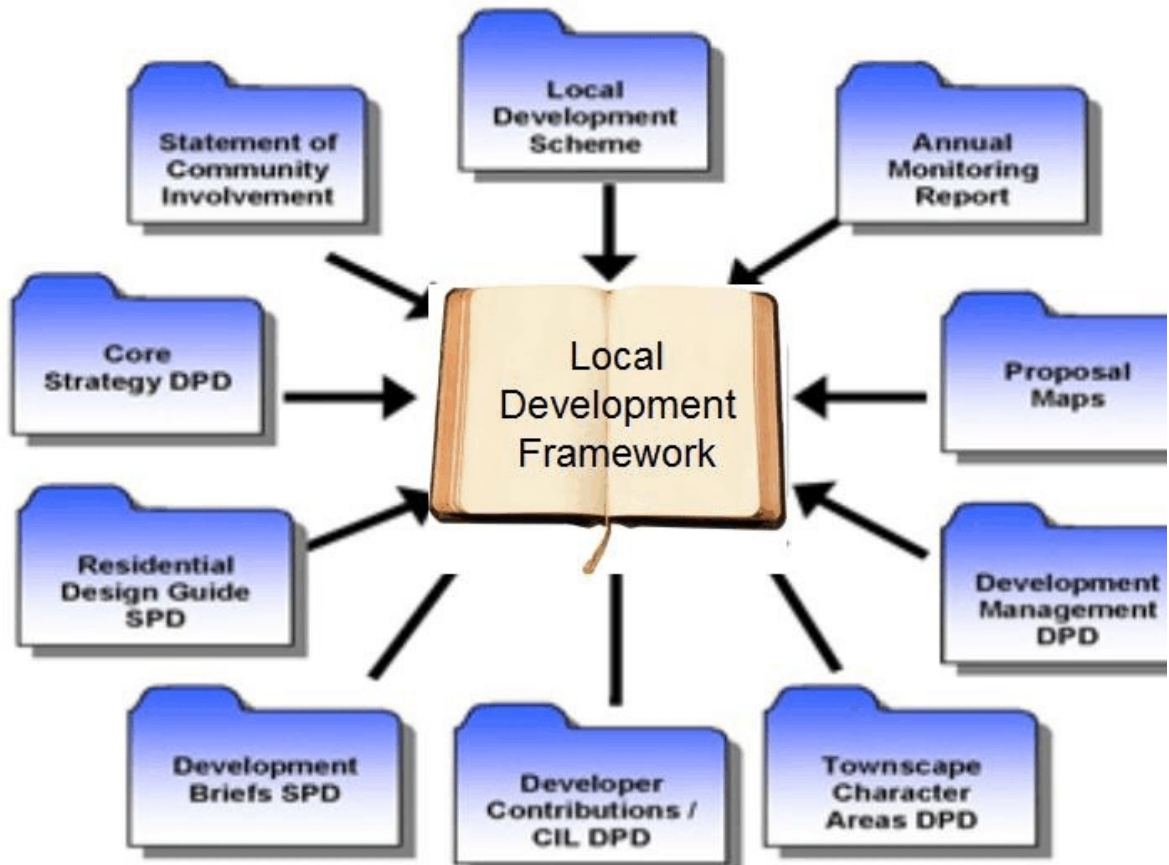 Local
Development
Scheme
Statement of
Community
Involvement
Annual
Monitoring
Report
Core
Strategy DPD
Local
Development
Framework
Proposal
Maps
Residential
Design Guide
SPD
Development
Management
DPD
Development
Briefs SPD
Developer
Contributions /
CIL DPD
Townscape
Character
Areas DPD